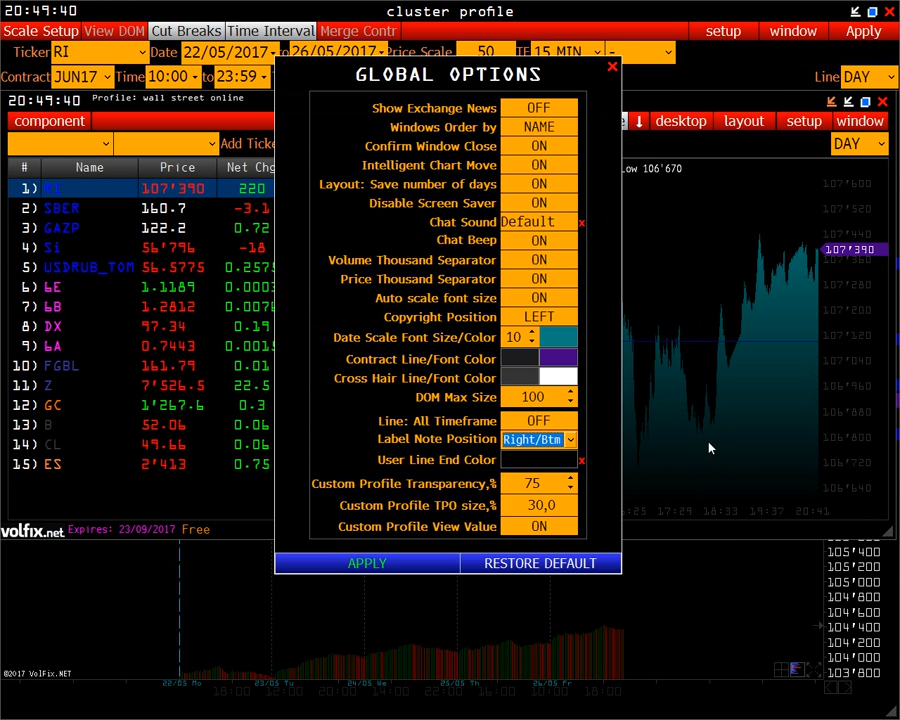 20:49:40 cluster profile
Scale Setup View DOM Cut Breaks Time Interval Merge Contr setup window Apply
Ticker RI Date 22/05/2017 to 26/05/2017 Price Scale 50 TF 15 MIN -
Contract JUN17 Time 10:00 to 23:59 Line DAY
20:49:40 Profile: wall street online
component desktop layout setup window
Add Ticke DAY
# Name Price Net Chg
1) RI 107'390 220
2) SBER 160.7 -3.1
3) GAZP 122.2 0.72
4) Si 56'796 -18
5) USDRUB_TOM 56.5775 0.257
6) 6E 1.1189 0.000
7) 6B 1.2812 0.007
8) DX 97.34 0.19
9) 6A 0.7443 0.001
10) FGBL 161.79 0.01
11) Z 7'526.5 22.5
12) GC 1'267.6 0.3
13) B 52.06 0.06
14) CL 49.66 0.06
15) ES 2'413 0.75
volfix.net Expires: 23/09/2017 Free
GLOBAL OPTIONS
Show Exchange News OFF
Windows Order by NAME
Confirm Window Close ON
Intelligent Chart Move ON
Layout: Save number of days ON
Disable Screen Saver ON
Chat Sound Default x
Chat Beep ON
Volume Thousand Separator ON
Price Thousand Separator ON
Auto scale font size ON
Copyright Position LEFT
Date Scale Font Size/Color 10
Contract Line/Font Color
Cross Hair Line/Font Color
DOM Max Size 100
Line: All Timeframe OFF
Label Note Position Right/Btm
User Line End Color x
Custom Profile Transparency,% 75
Custom Profile TPO size,% 30,0
Custom Profile View Value ON
APPLY RESTORE DEFAULT
Low 106'670
107'600
107'520
107'440
107'390
107'360
107'120
107'040
106'960
106'880
106'800
106'720
106'640
17:29 18:33 19:37 20:41
105'400
105'200
105'000
104'800
104'600
104'400
104'200
104'000
103'800
©2017 VolFix.NET
22/05 Mo 23/05 Tu 24/05 We 25/05 Th 26/05 Fr
18:00 12:00 20:00 14:00 10:00 18:00